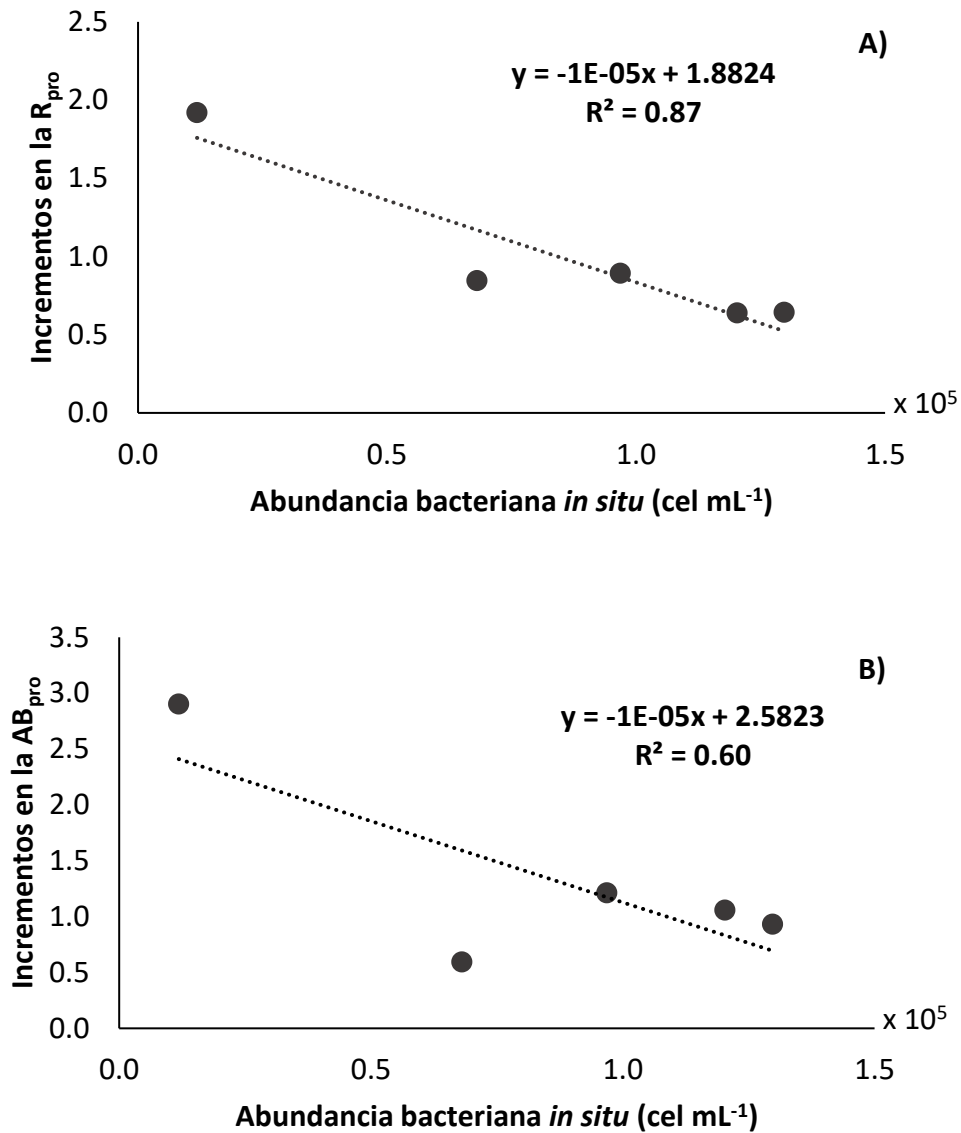 A)
y = -1E-05x + 1.8824
R² = 0.87
Incrementos en la R_pro
2.5
2.0
1.5
1.0
0.5
0.0
x 10⁵
0.0 0.5 1.0 1.5
Abundancia bacteriana in situ (cel mL⁻¹)
B)
y = -1E-05x + 2.5823
R² = 0.60
Incrementos en la AB_pro
3.5
3.0
2.5
2.0
1.5
1.0
0.5
0.0
x 10⁵
0.0 0.5 1.0 1.5
Abundancia bacteriana in situ (cel mL⁻¹)